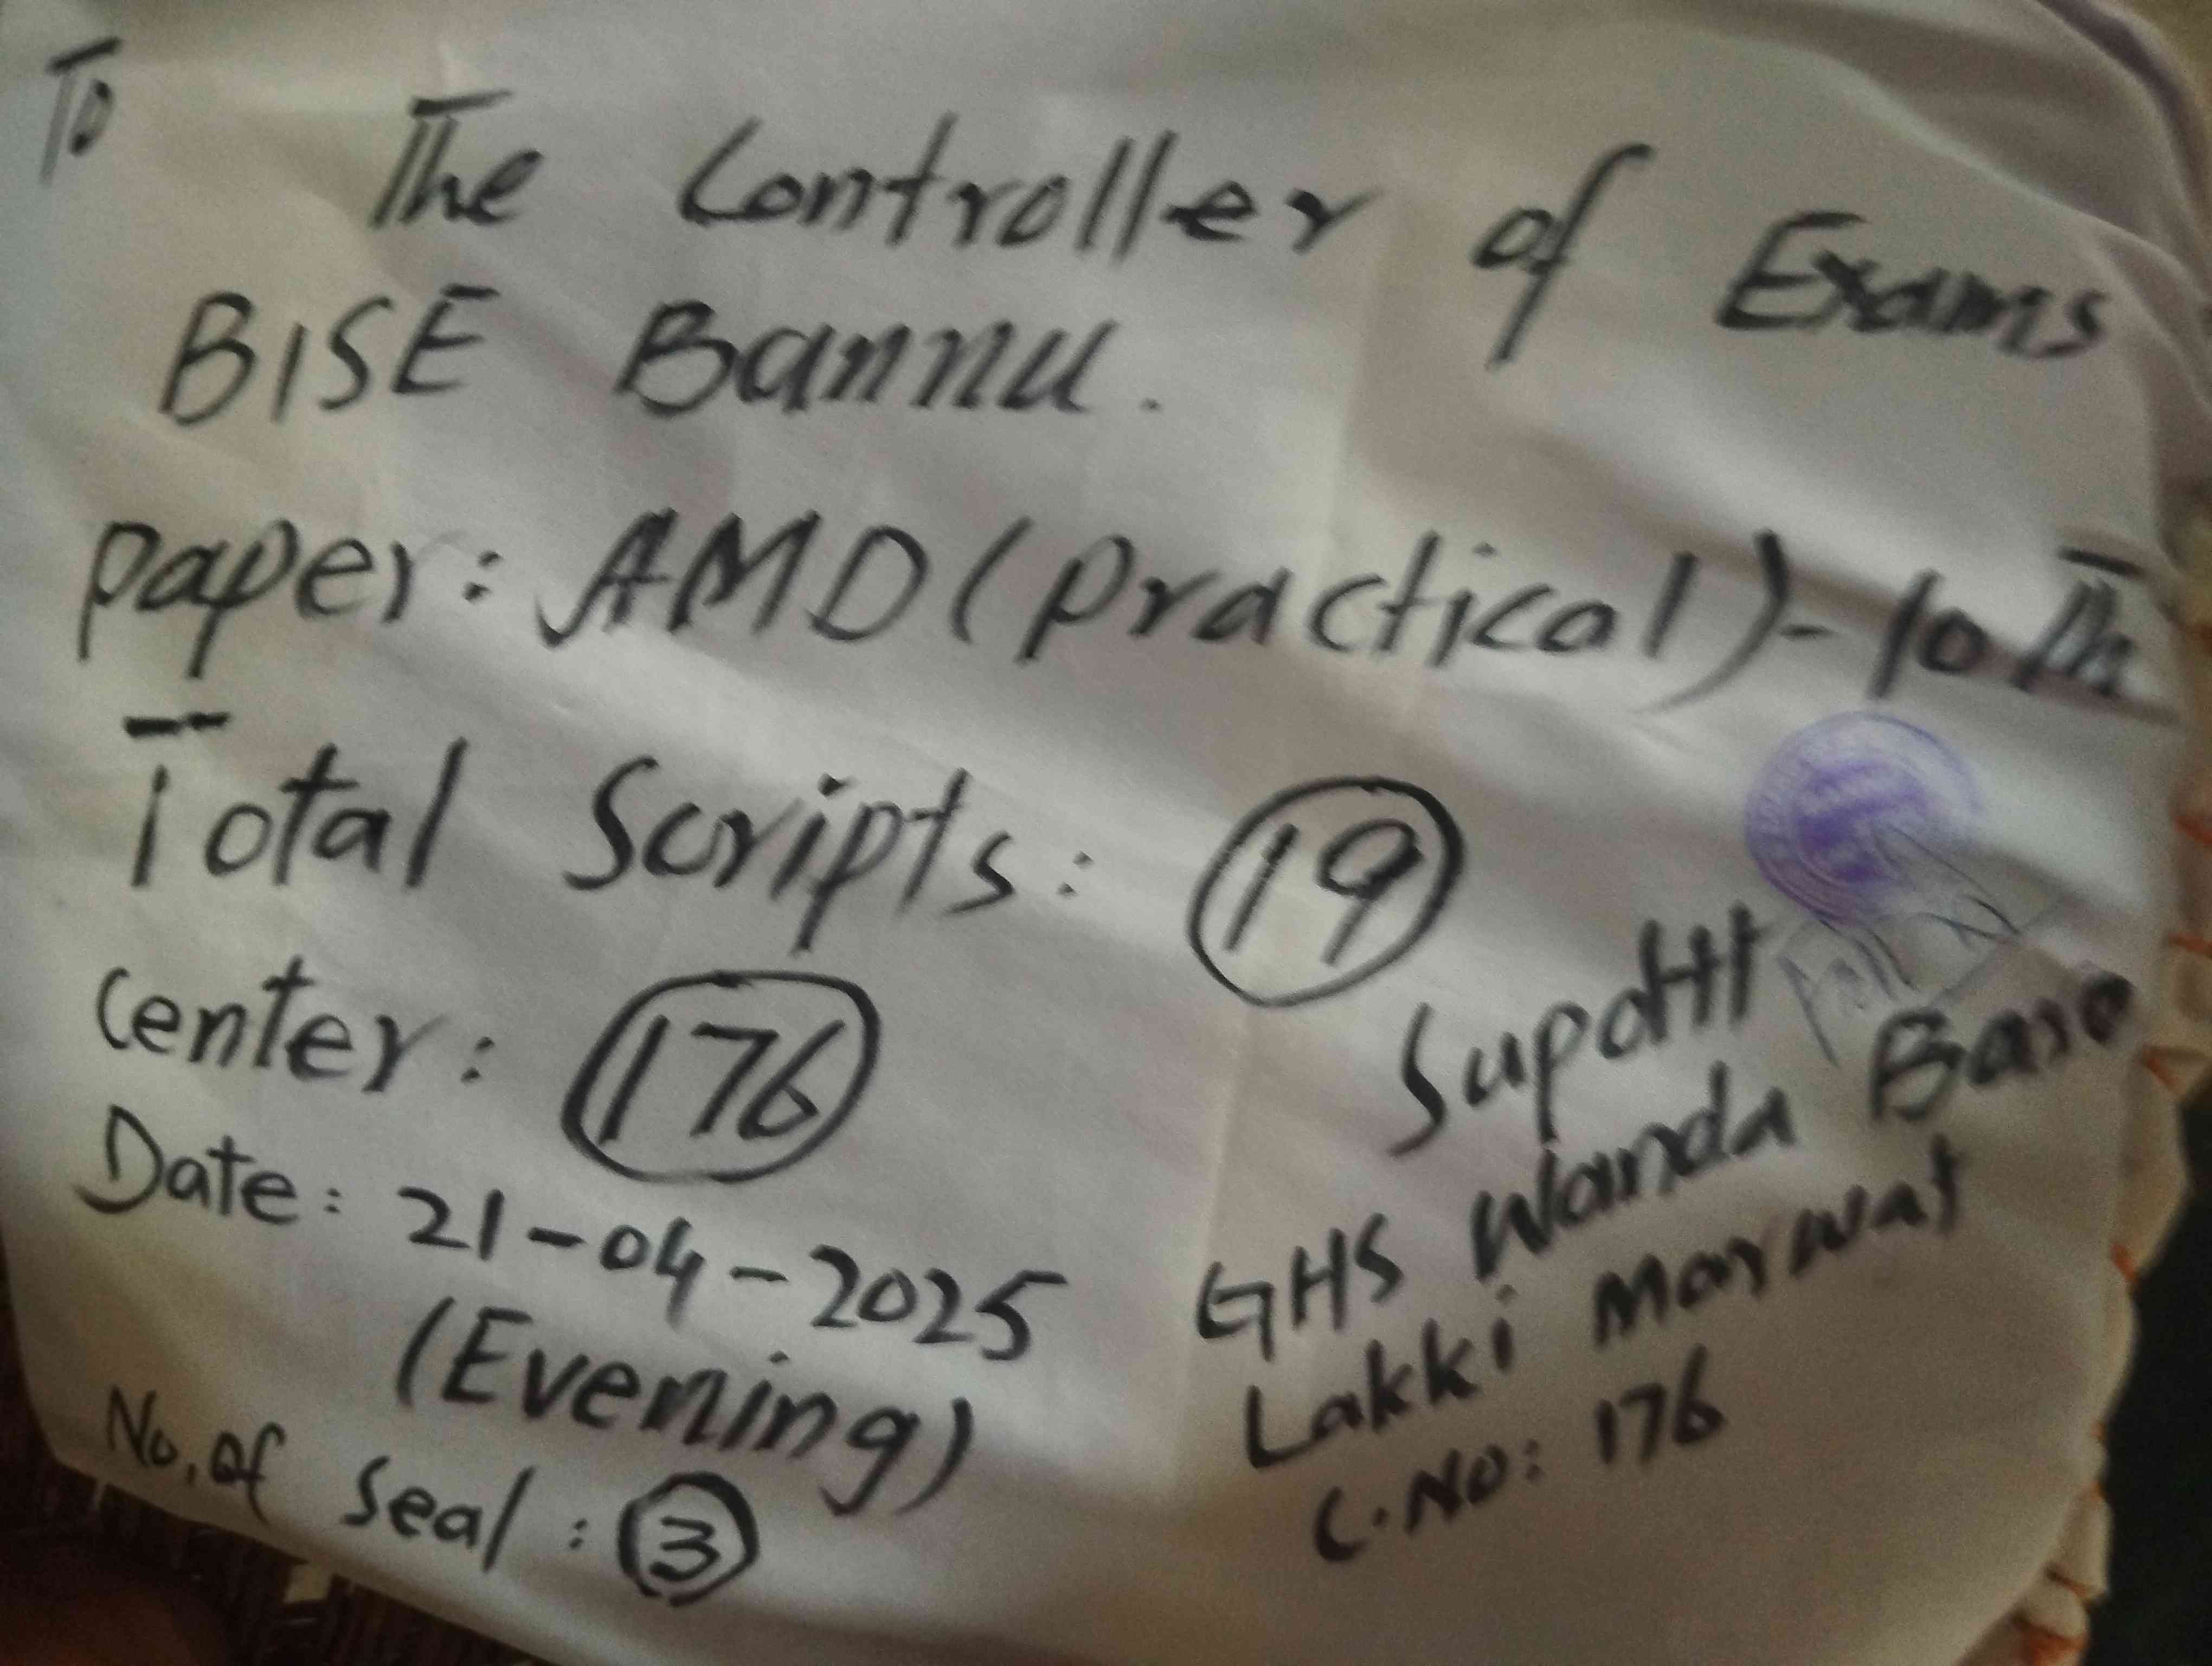 To
The Controller of Exams
BISE Bannu.
Paper: AMD (Practical) - 10th
Total Scripts: 19
Center: 176
Date: 21-04-2025
(Evening)
No. of Seal: 3
Supdtt
GHS Wanda Baro
Lakki Marwat
C.No: 176